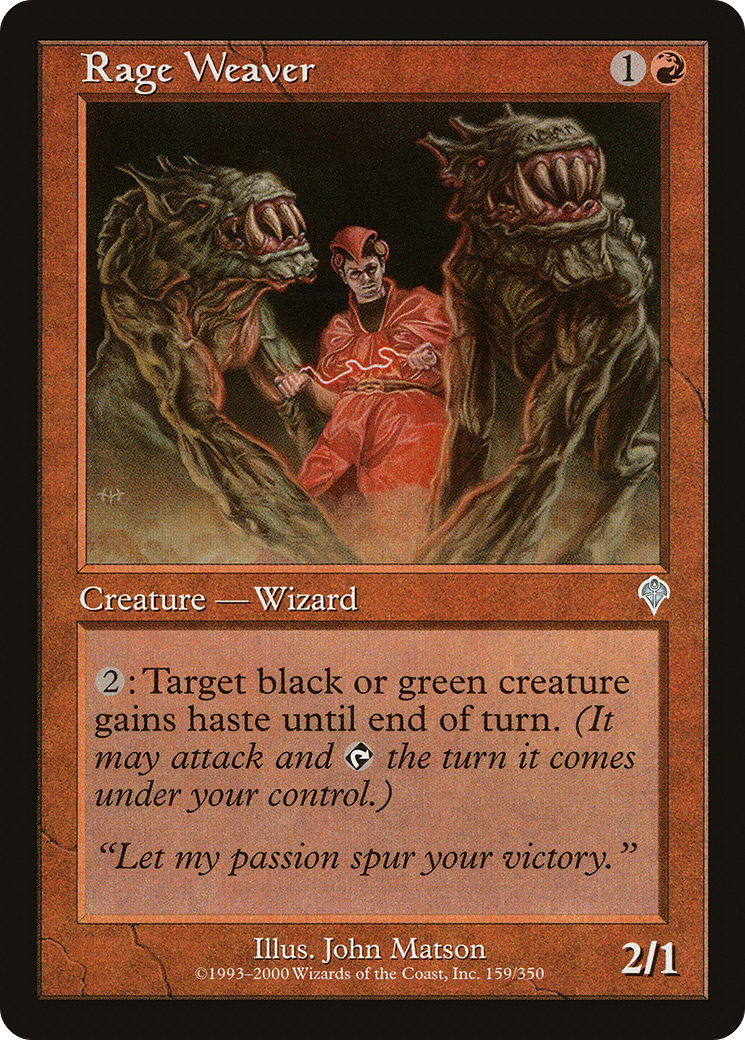 Rage Weaver 1
Creature — Wizard
2: Target black or green creature
gains haste until end of turn. (It
may attack and the turn it comes
under your control.)
“Let my passion spur your victory.”
Illus. John Matson
©1993–2000 Wizards of the Coast, Inc. 159/350
2/1